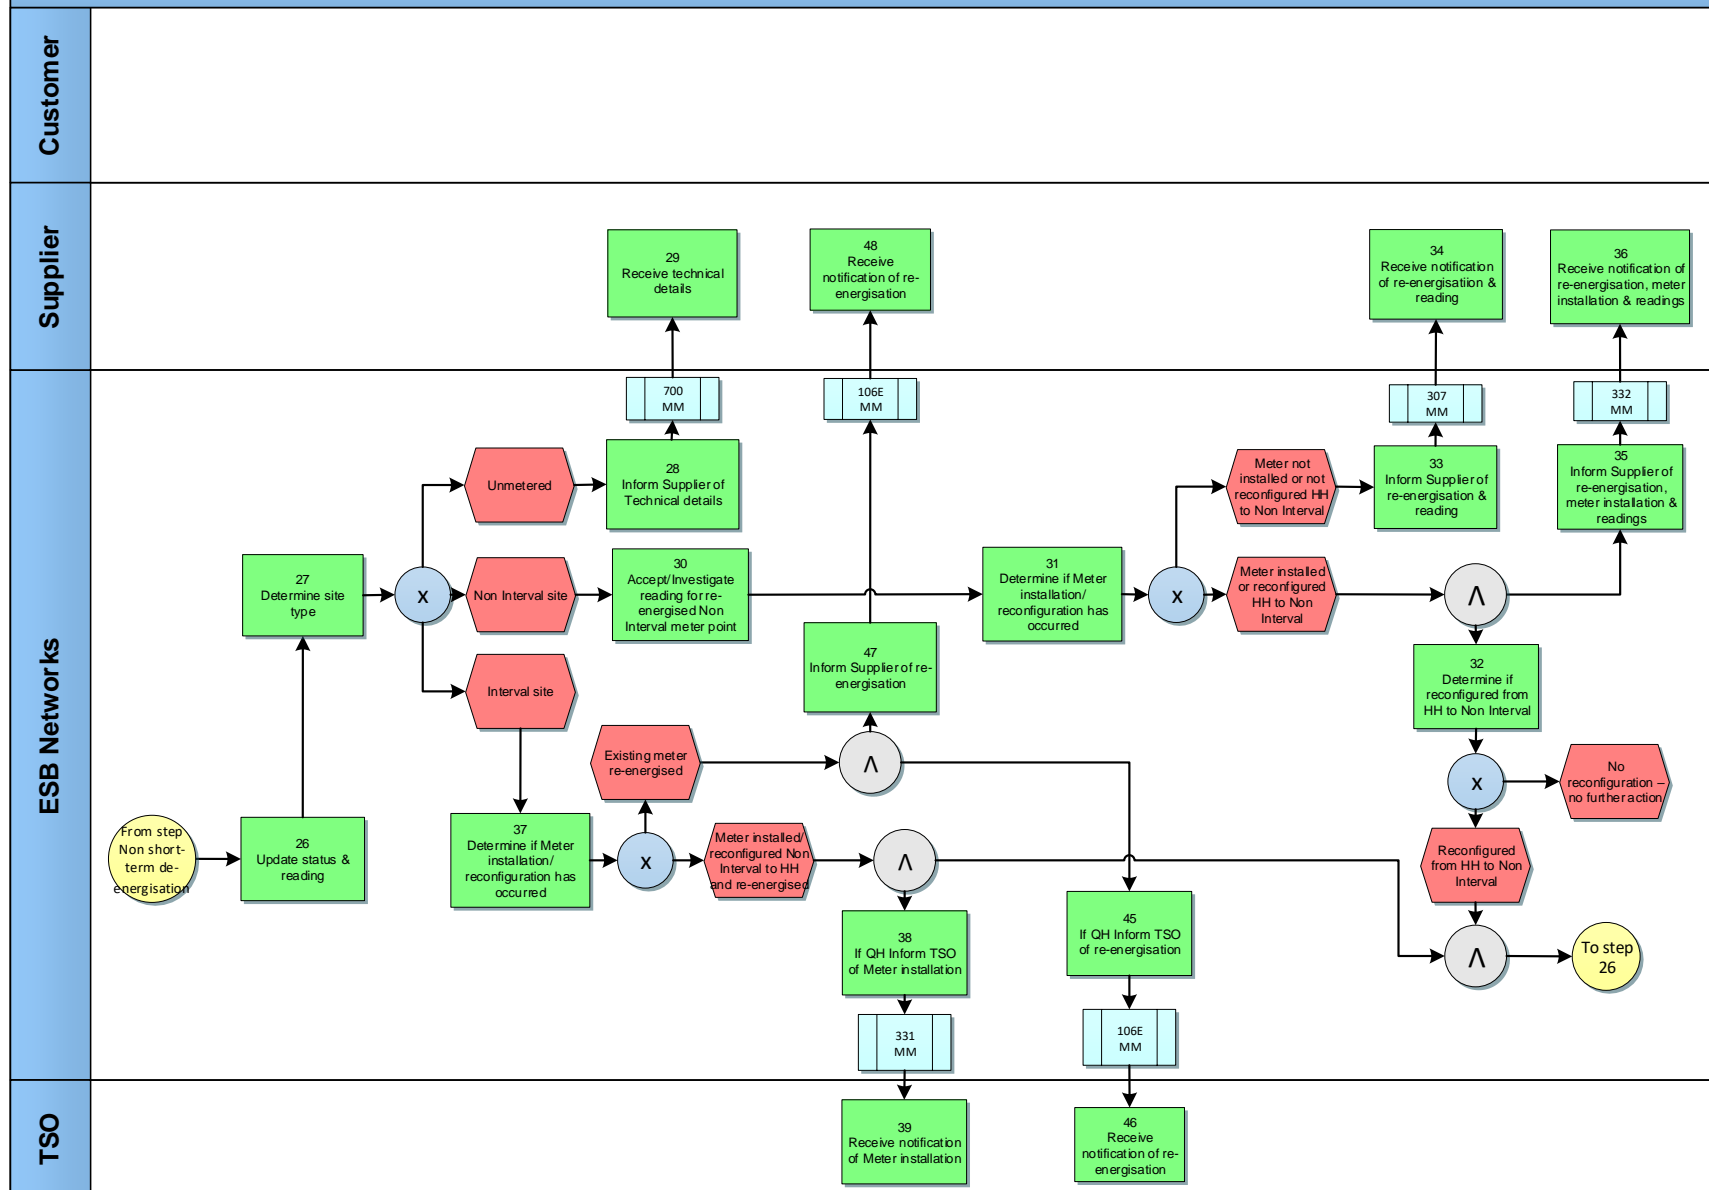 Customer
Supplier
29
Receive technical
details
48
Receive
notification of re-
energisation
34
Receive notification
of re-energisatiion &
reading
36
Receive notification of
re-energisation, meter
installation & readings
ESB Networks
700
MM
106E
MM
307
MM
332
MM
Unmetered
28
Inform Supplier of
Technical details
Meter not
installed or not
reconfigured HH
to Non Interval
33
Inform Supplier of
re-energisation &
reading
35
Inform Supplier of
re-energisation,
meter installation &
readings
27
Determine site
type
x
Non Interval site
30
Accept/Investigate
reading for re-
energised Non
Interval meter point
31
Determine if Meter
installation/
reconfiguration has
occurred
x
Meter installed
or reconfigured
HH to Non
Interval
Λ
Interval site
47
Inform Supplier of re-
energisation
32
Determine if
reconfigured from
HH to Non Interval
Existing meter
re-energised
Λ
x
No
reconfiguration –
no further action
From step
Non short-
term de-
energisation
26
Update status &
reading
37
Determine if Meter
installation/
reconfiguration has
occurred
x
Meter installed/
reconfigured Non
Interval to HH
and re-energised
Λ
Reconfigured
from HH to Non
Interval
38
If QH Inform TSO
of Meter installation
45
If QH Inform TSO
of re-energisation
Λ
To step
26
331
MM
106E
MM
TSO
39
Receive notification
of Meter installation
46
Receive
notification of re-
energisation